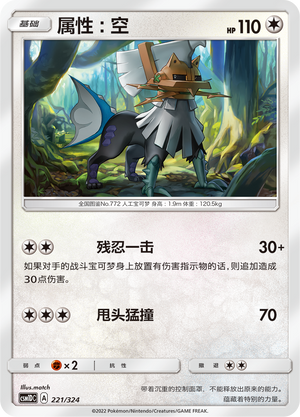 基础 属性：空 HP 110
全国图鉴No.772 人工宝可梦 身高：1.9m 体重：120.5kg
残忍一击 30+
如果对手的战斗宝可梦身上放置有伤害指示物的话，则追加造成
30点伤害。
甩头猛撞 70
弱点 ×2 抗性 撤退
Illus.match
csm1DC A 221/324
带着沉重的控制面罩，不能释放出原来的能力。
蕴藏着特别的力量。
©2022 Pokémon/Nintendo/Creatures/GAME FREAK.